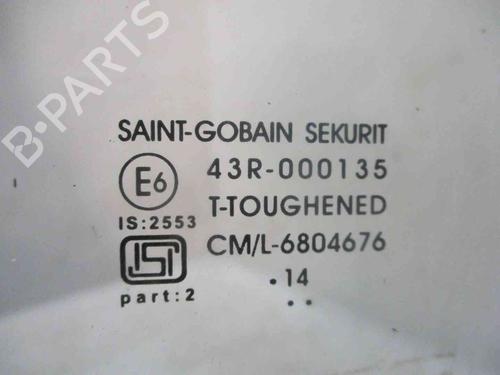 B-PARTS
SAINT-GOBAIN SEKURIT
E6 43R-000135
IS:2553 T-TOUGHENED
ISI CM/L-6804676
part:2 .14
..